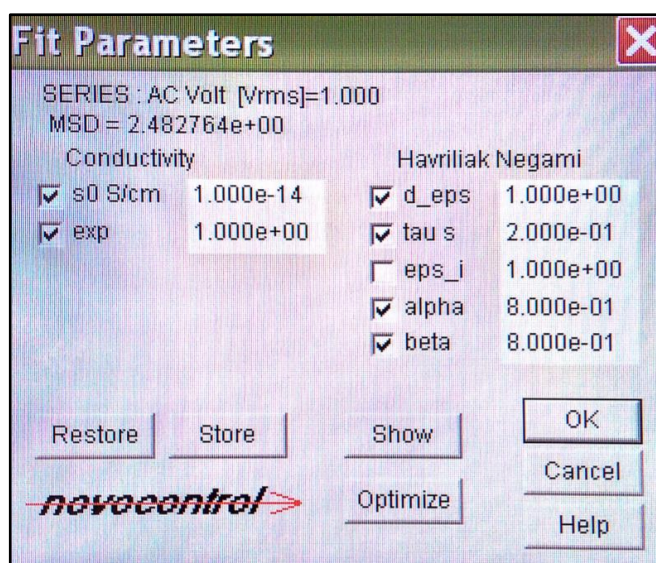 Fit Parameters
SERIES : AC Volt [Vrms]=1.000
MSD = 2.482764e+00
Conductivity
s0 S/cm 1.000e-14
exp 1.000e+00
Havriliak Negami
d_eps 1.000e+00
tau s 2.000e-01
eps_i 1.000e+00
alpha 8.000e-01
beta 8.000e-01
Restore
Store
Show
OK
Cancel
Optimize
Help
novocontrol